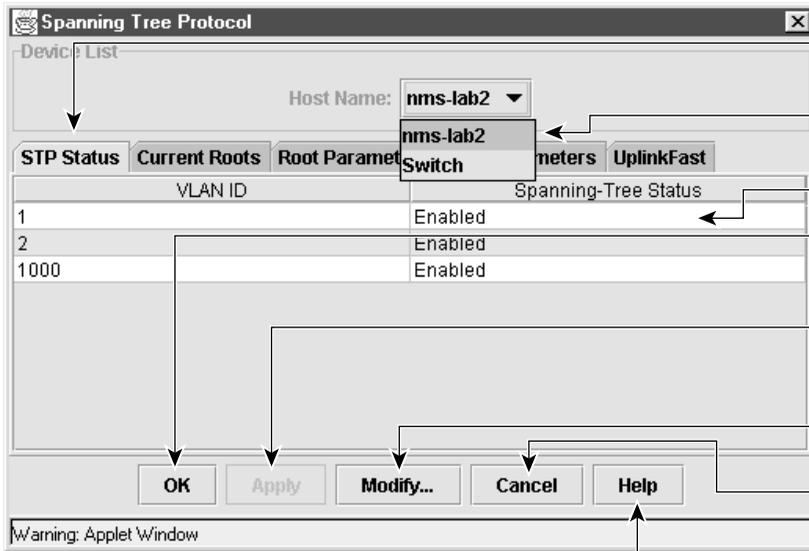 Spanning Tree Protocol
Device List
Host Name: nms-lab2
nms-lab2
Switch
STP Status Current Roots Root Paramet meters UplinkFast
VLAN ID Spanning-Tree Status
1 Enabled
2 Enabled
1000 Enabled
OK Apply Modify... Cancel Help
Warning: Applet Window